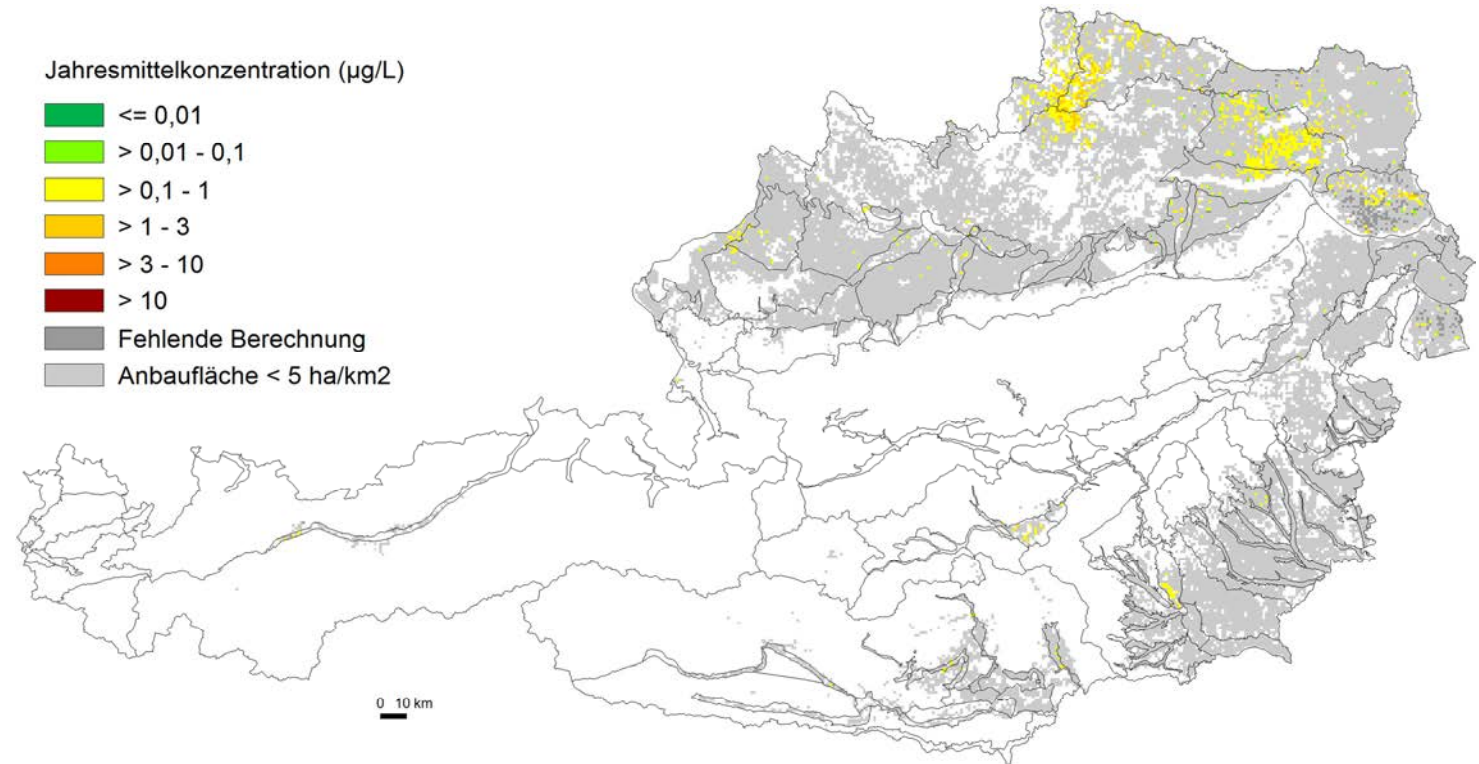 Jahresmittelkonzentration (µg/L)
<= 0,01
> 0,01 - 0,1
> 0,1 - 1
> 1 - 3
> 3 - 10
> 10
Fehlende Berechnung
Anbaufläche < 5 ha/km2
0 10 km